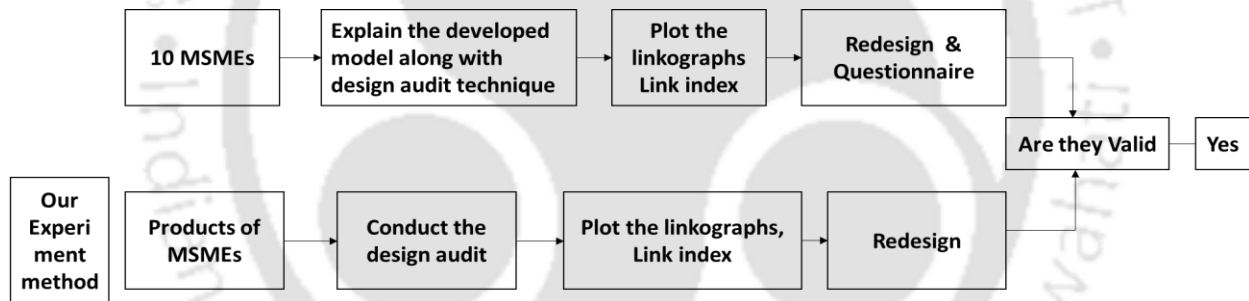 10 MSMEs
Explain the developed
model along with
design audit technique
Plot the
linkographs
Link index
Redesign &
Questionnaire
Are they Valid
Yes
Our
Experi
ment
method
Products of
MSMEs
Conduct the
design audit
Plot the linkographs,
Link index
Redesign
Indian
wahati